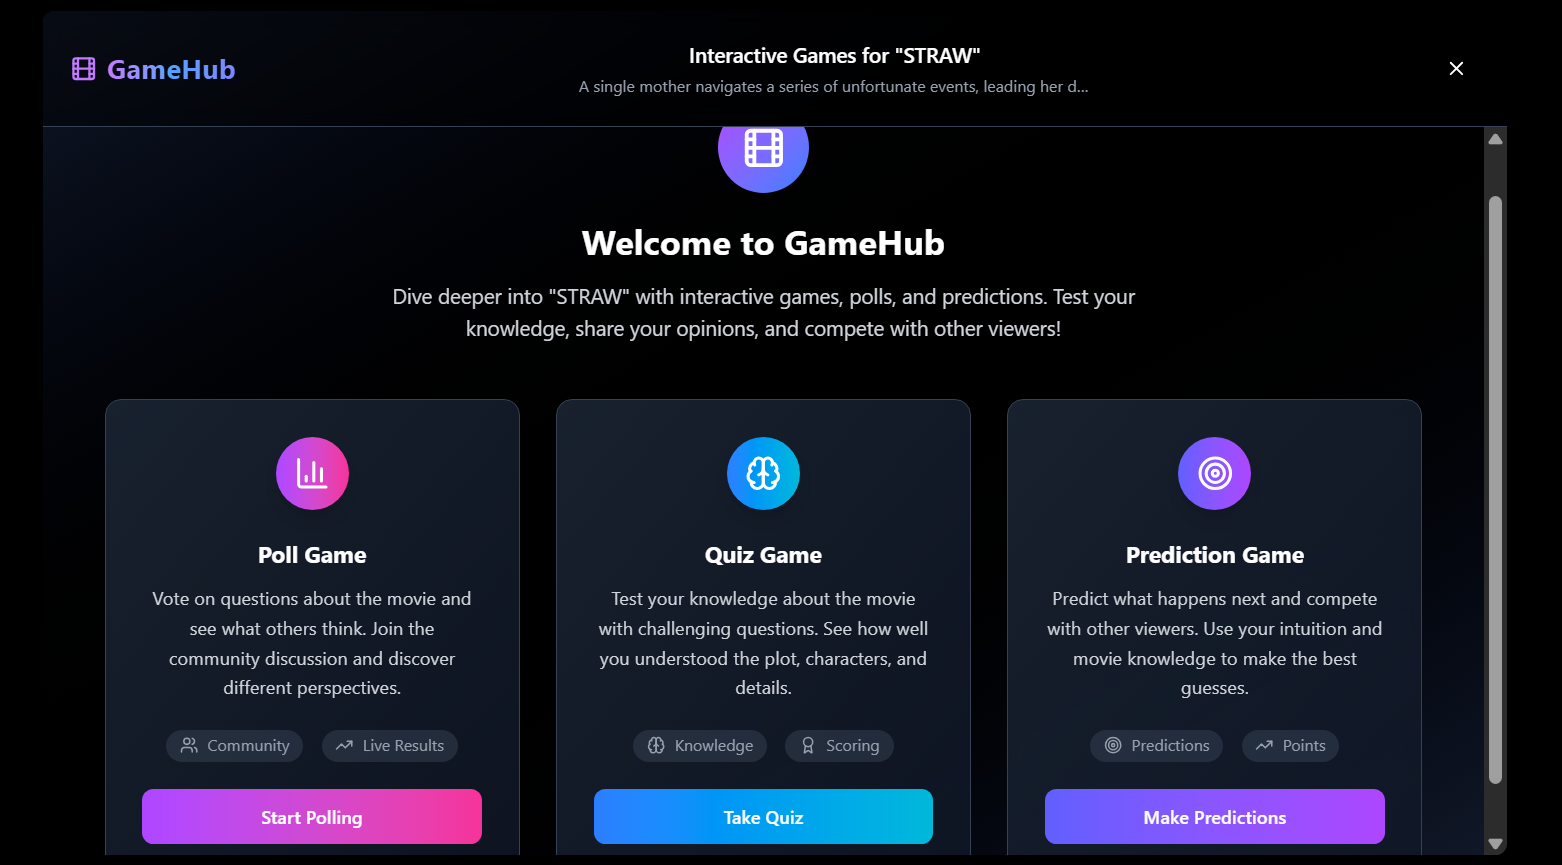 GameHub
Interactive Games for "STRAW"
A single mother navigates a series of unfortunate events, leading her d...
Welcome to GameHub
Dive deeper into "STRAW" with interactive games, polls, and predictions. Test your
knowledge, share your opinions, and compete with other viewers!
Poll Game
Vote on questions about the movie and
see what others think. Join the
community discussion and discover
different perspectives.
Community
Live Results
Start Polling
Quiz Game
Test your knowledge about the movie
with challenging questions. See how well
you understood the plot, characters, and
details.
Knowledge
Scoring
Take Quiz
Prediction Game
Predict what happens next and compete
with other viewers. Use your intuition and
movie knowledge to make the best
guesses.
Predictions
Points
Make Predictions